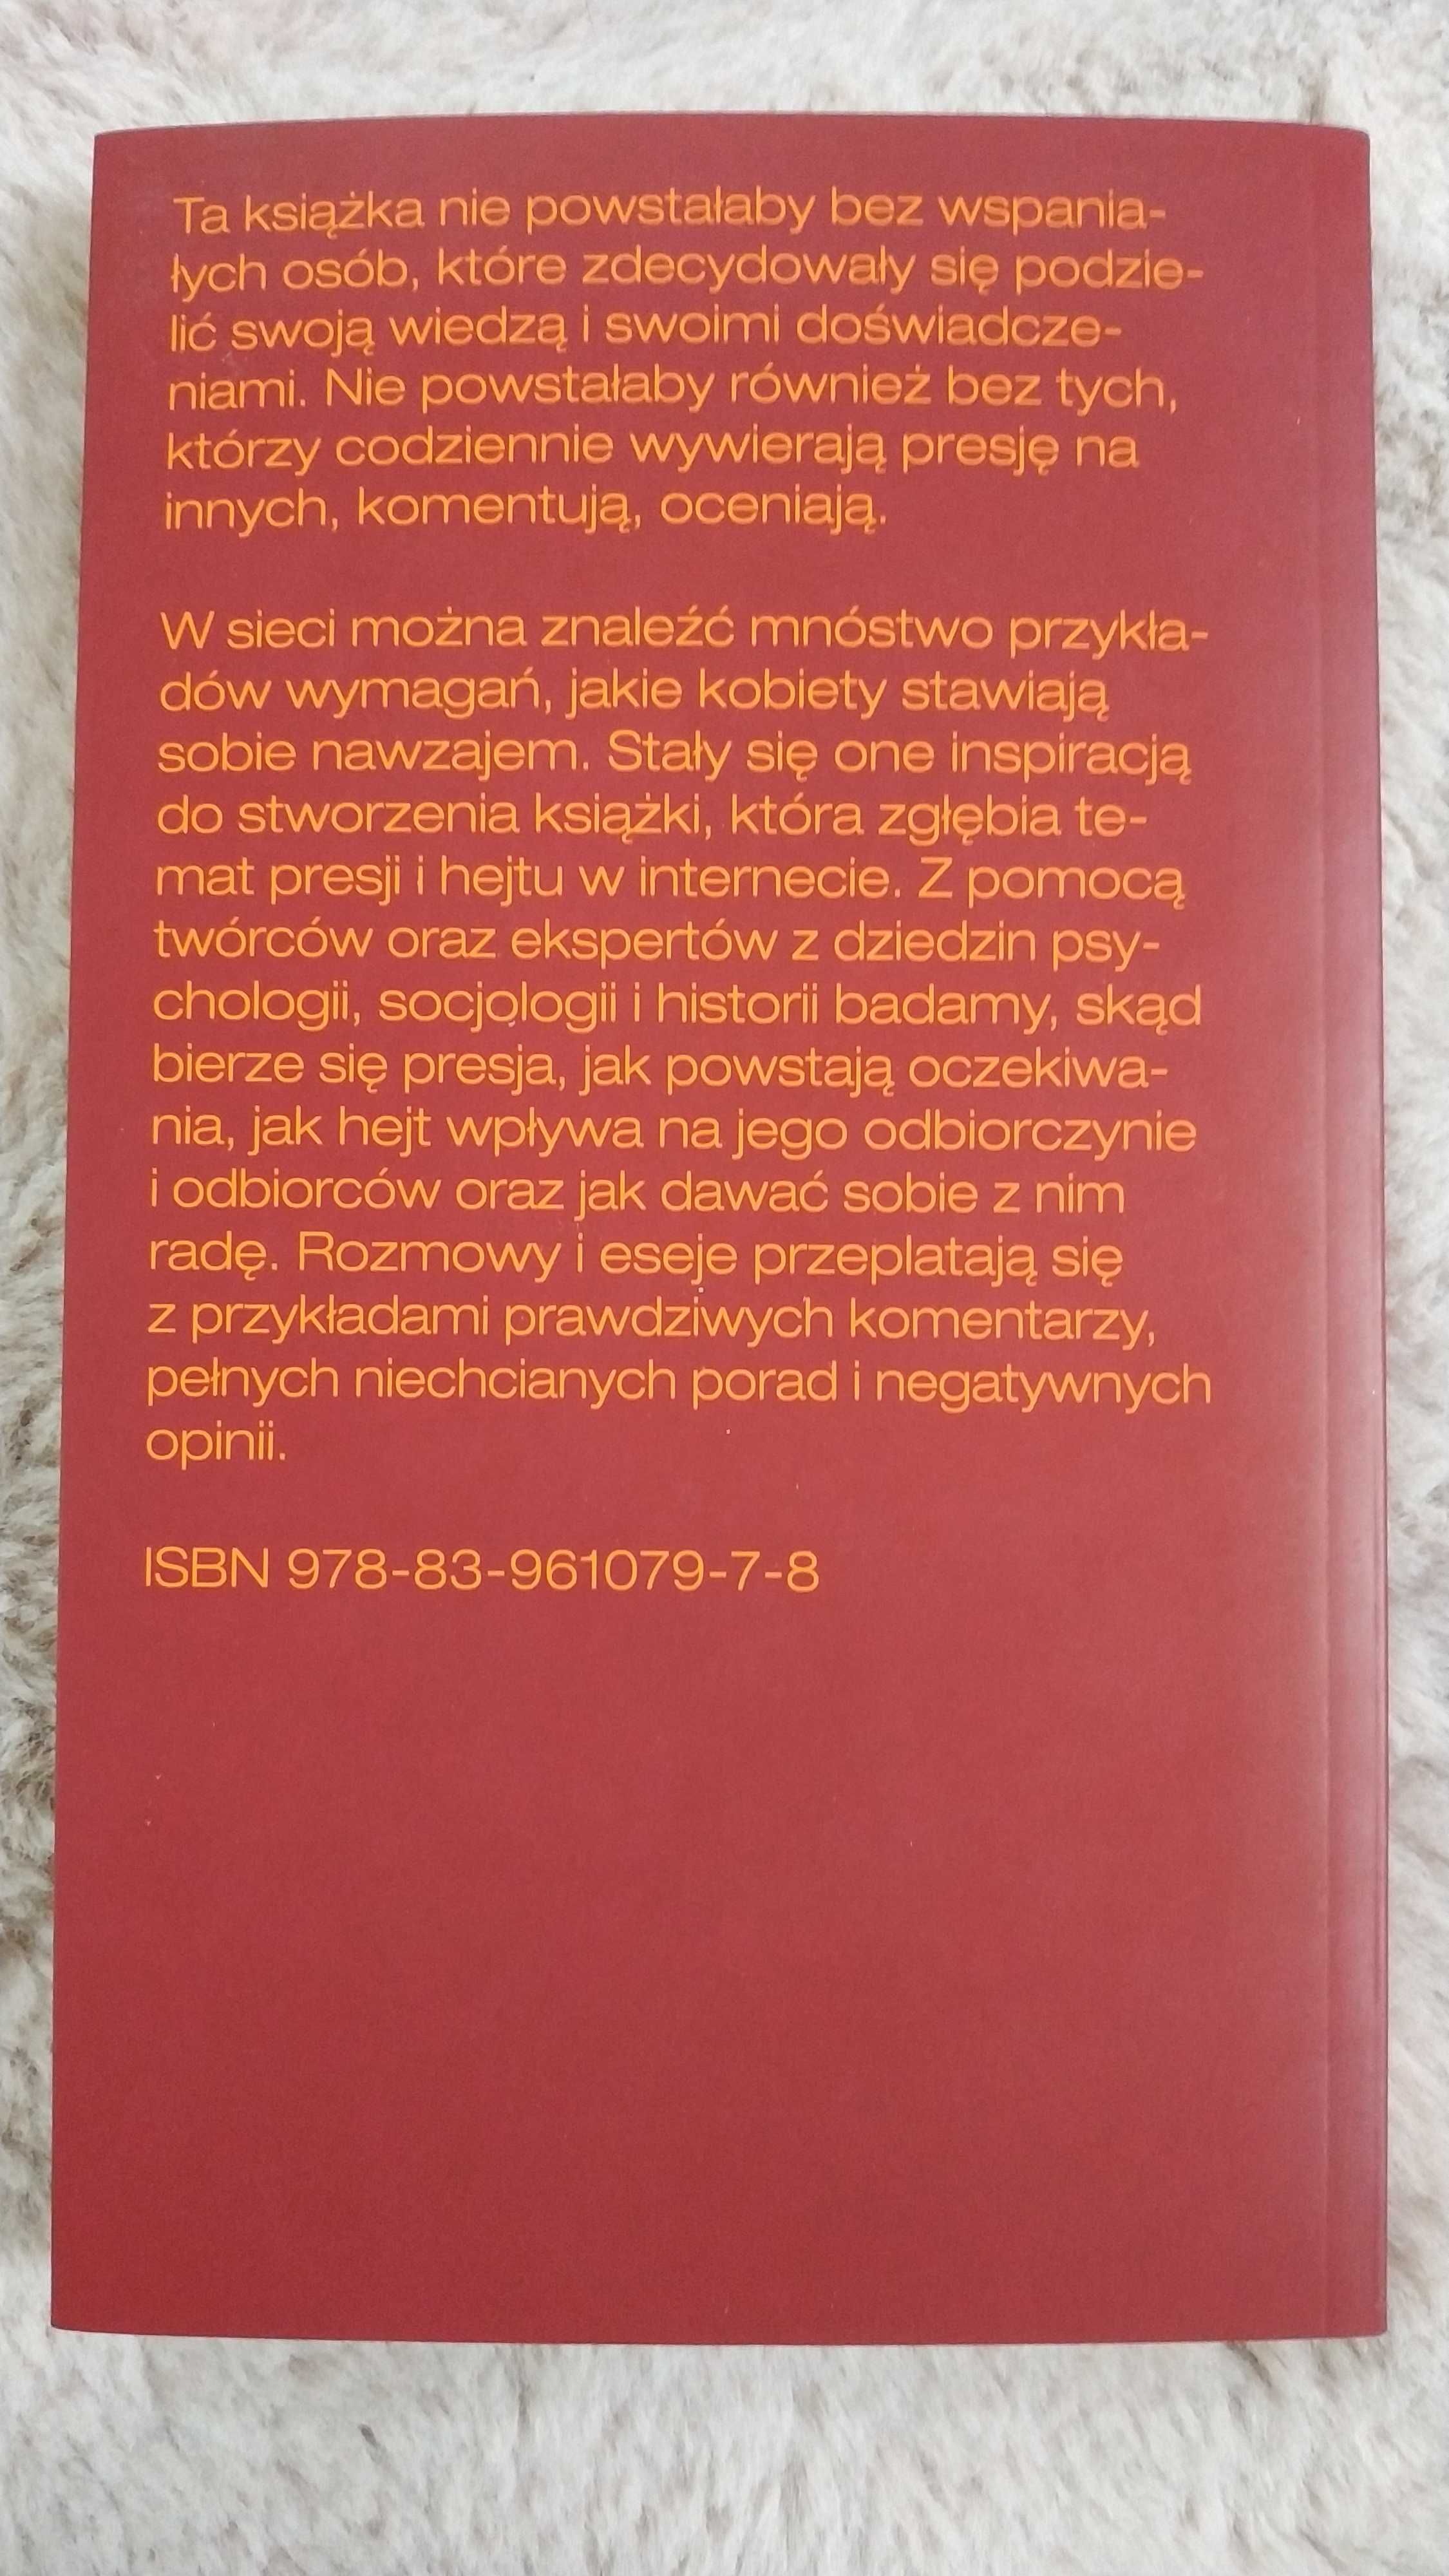 Ta książka nie powstałaby bez wspania-
łych osób, które zdecydowały się podzie-
lić swoją wiedzą i swoimi doświadcze-
niami. Nie powstałaby również bez tych,
którzy codziennie wywierają presję na
innych, komentują, oceniają.
W sieci można znaleźć mnóstwo przykła-
dów wymagań, jakie kobiety stawiają
sobie nawzajem. Stały się one inspiracją
do stworzenia książki, która zgłębia te-
mat presji i hejtu w internecie. Z pomocą
twórców oraz ekspertów z dziedzin psy-
chologii, socjologii i historii badamy, skąd
bierze się presja, jak powstają oczekiwa-
nia, jak hejt wpływa na jego odbiorczynie
i odbiorców oraz jak dawać sobie z nim
radę. Rozmowy i eseje przeplatają się
z przykładami prawdziwych komentarzy,
pełnych niechcianych porad i negatywnych
opinii.
ISBN 978-83-961079-7-8